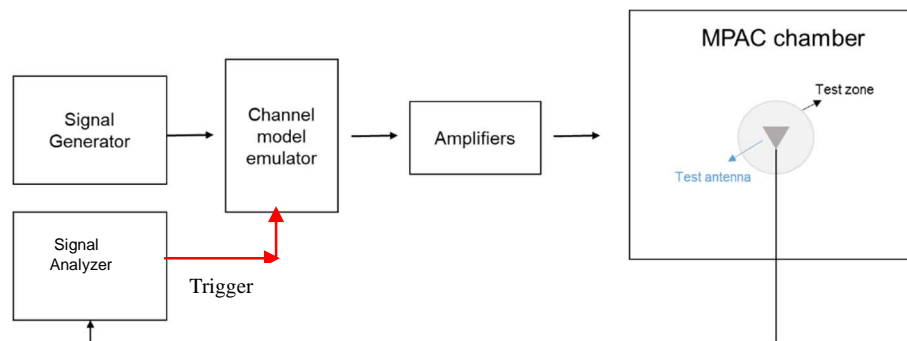 MPAC chamber
Test zone
Test antenna
Signal
Generator
Channel
model
emulator
Amplifiers
Signal
Analyzer
Trigger